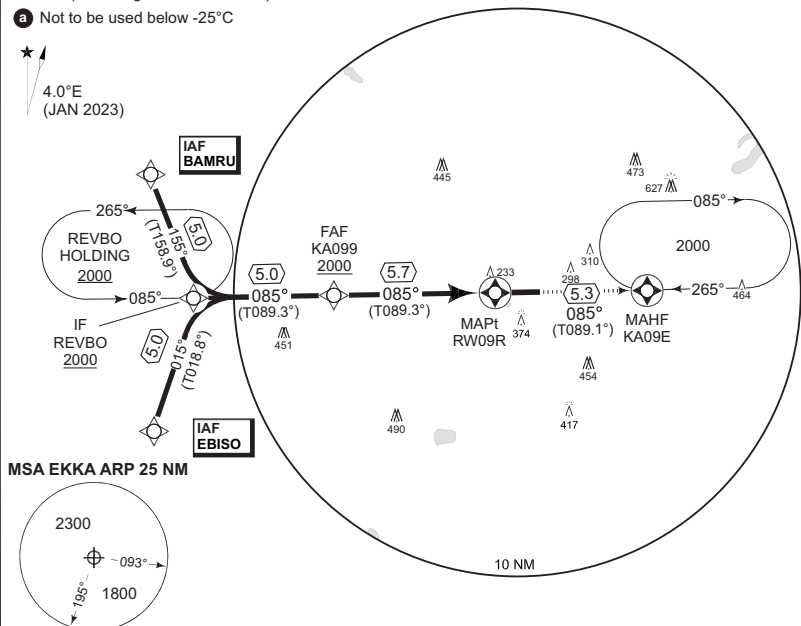 a Not to be used below -25°C
4.0°E
(JAN 2023)
IAF
BAMRU
265°
REVBO
HOLDING
2000
085°
155°
(T158.9°)
5.0
IF
REVBO
2000
5.0
015°
(T018.8°)
IAF
EBISO
5.0
085°
(T089.3°)
FAF
KA099
2000
5.7
085°
(T089.3°)
MAPt
RW09R
5.3
085°
(T089.1°)
MAHF
KA09E
085°
2000
265°
445
473
627
233
298
310
464
374
451
454
417
490
10 NM
MSA EKKA ARP 25 NM
2300
093°
195°
1800